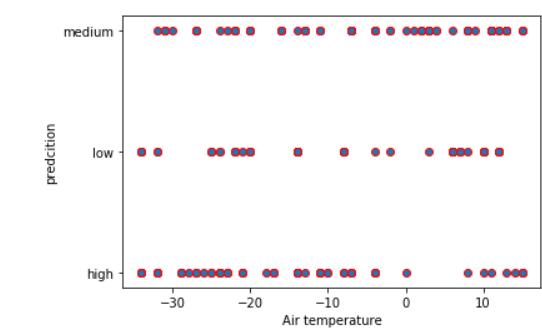 medium
predcition
low
high
−30 −20 −10 0 10
Air temperature